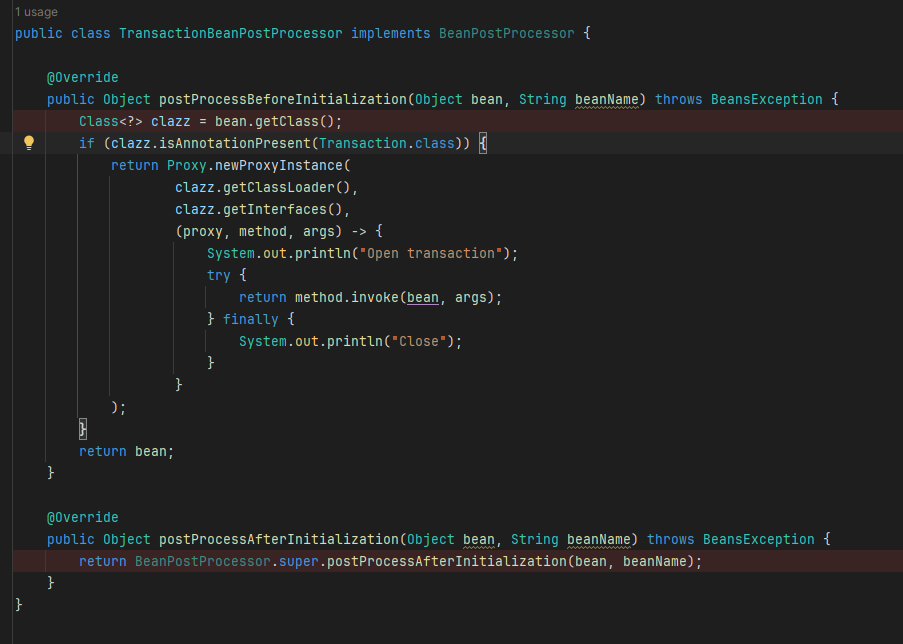 1 usage
public class TransactionBeanPostProcessor implements BeanPostProcessor {
@Override
public Object postProcessBeforeInitialization(Object bean, String beanName) throws BeansException {
Class<?> clazz = bean.getClass();
if (clazz.isAnnotationPresent(Transaction.class)) {
return Proxy.newProxyInstance(
clazz.getClassLoader(),
clazz.getInterfaces(),
(proxy, method, args) -> {
System.out.println("Open transaction");
try {
return method.invoke(bean, args);
} finally {
System.out.println("Close");
}
}
);
}
return bean;
}
@Override
public Object postProcessAfterInitialization(Object bean, String beanName) throws BeansException {
return BeanPostProcessor.super.postProcessAfterInitialization(bean, beanName);
}
}